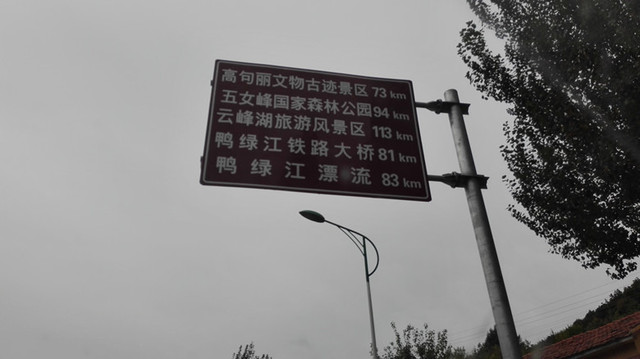 高句丽文物古迹景区 73 km
五女峰国家森林公园 94 km
云峰湖旅游风景区 113 km
鸭绿江铁路大桥 81 km
鸭绿江漂流 83 km